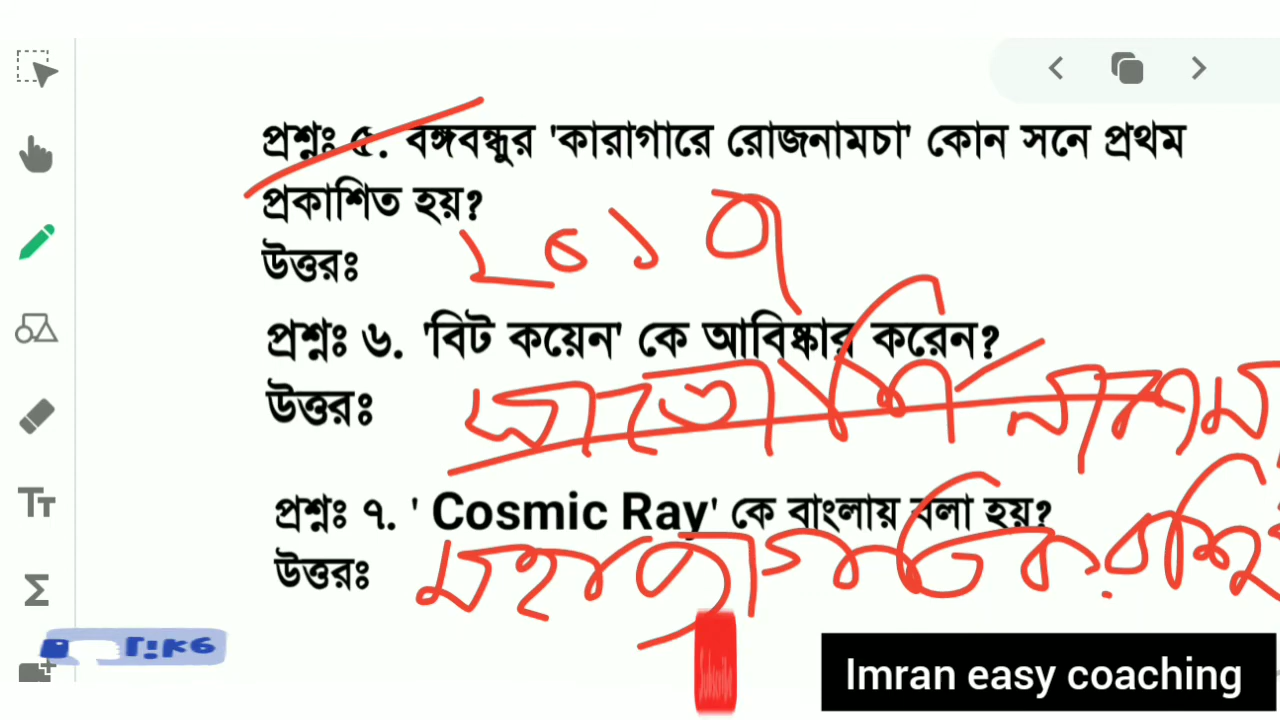 প্রশ্নঃ ৫. বঙ্গবন্ধুর 'কারাগারে রোজনামচা' কোন সনে প্রথম
প্রকাশিত হয়?
উত্তরঃ ২০১৭
প্রশ্নঃ ৬. 'বিট কয়েন' কে আবিষ্কার করেন?
উত্তরঃ
প্রশ্নঃ ৭. ' Cosmic Ray' কে বাংলায় বলা হয়?
উত্তরঃ মহাজাগতিক
Imran easy coaching